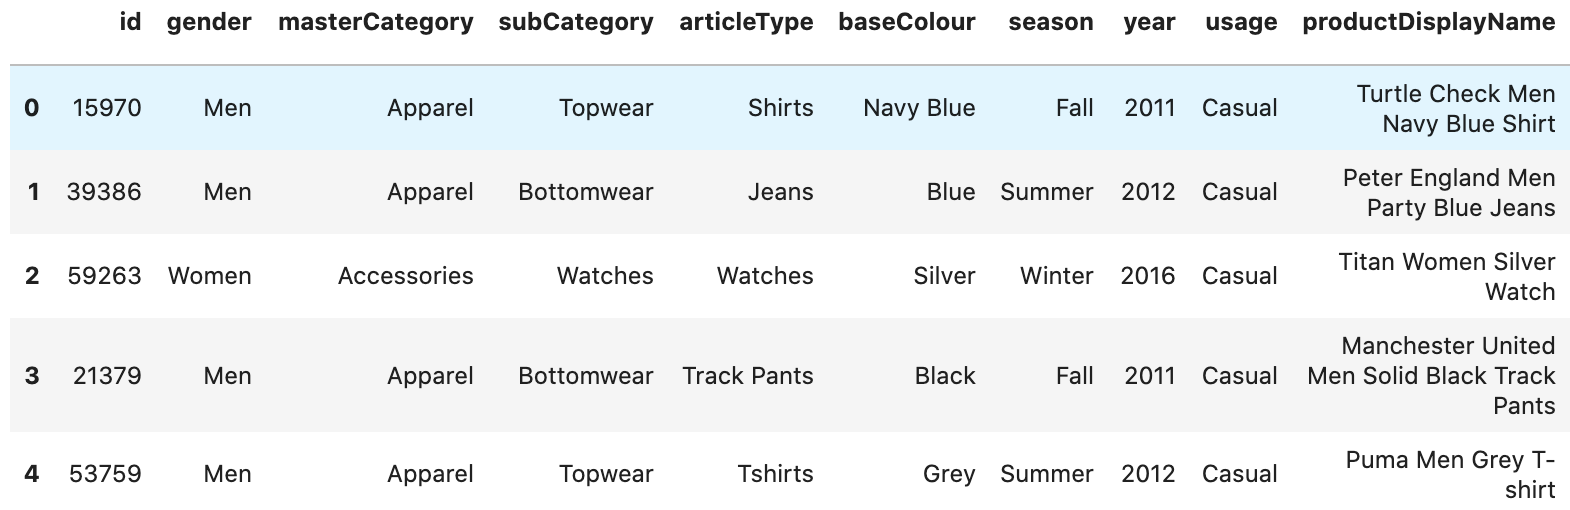 id gender masterCategory subCategory articleType baseColour season year usage productDisplayName
0 15970 Men Apparel Topwear Shirts Navy Blue Fall 2011 Casual Turtle Check Men
Navy Blue Shirt
1 39386 Men Apparel Bottomwear Jeans Blue Summer 2012 Casual Peter England Men
Party Blue Jeans
2 59263 Women Accessories Watches Watches Silver Winter 2016 Casual Titan Women Silver
Watch
3 21379 Men Apparel Bottomwear Track Pants Black Fall 2011 Casual Manchester United
Men Solid Black Track
Pants
4 53759 Men Apparel Topwear Tshirts Grey Summer 2012 Casual Puma Men Grey T-
shirt